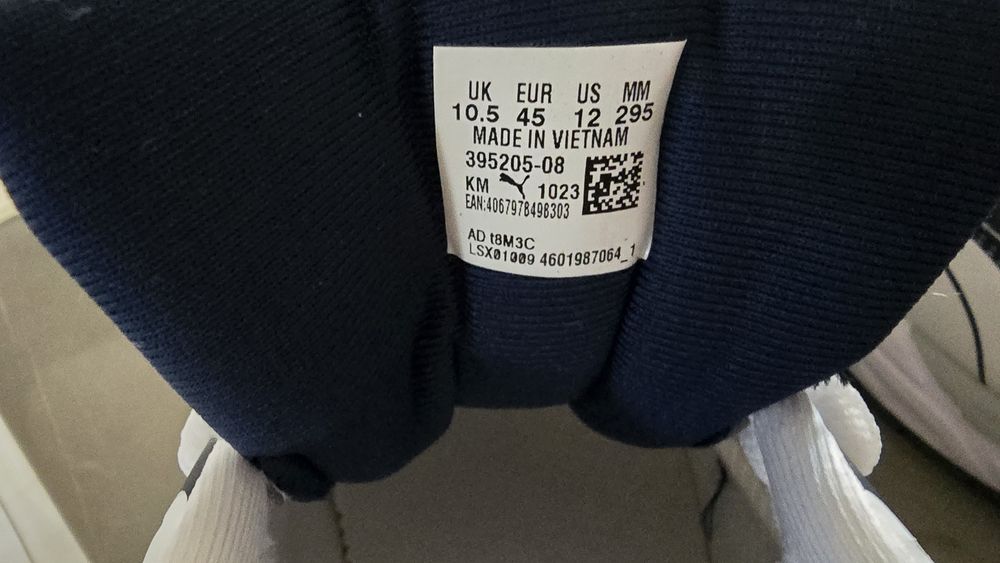 UK EUR US MM
10.5 45 12 295
MADE IN VIETNAM
395205-08
KM 1023
EAN:4067978498303
AD t8M3C
LSX01009 4601987064_1